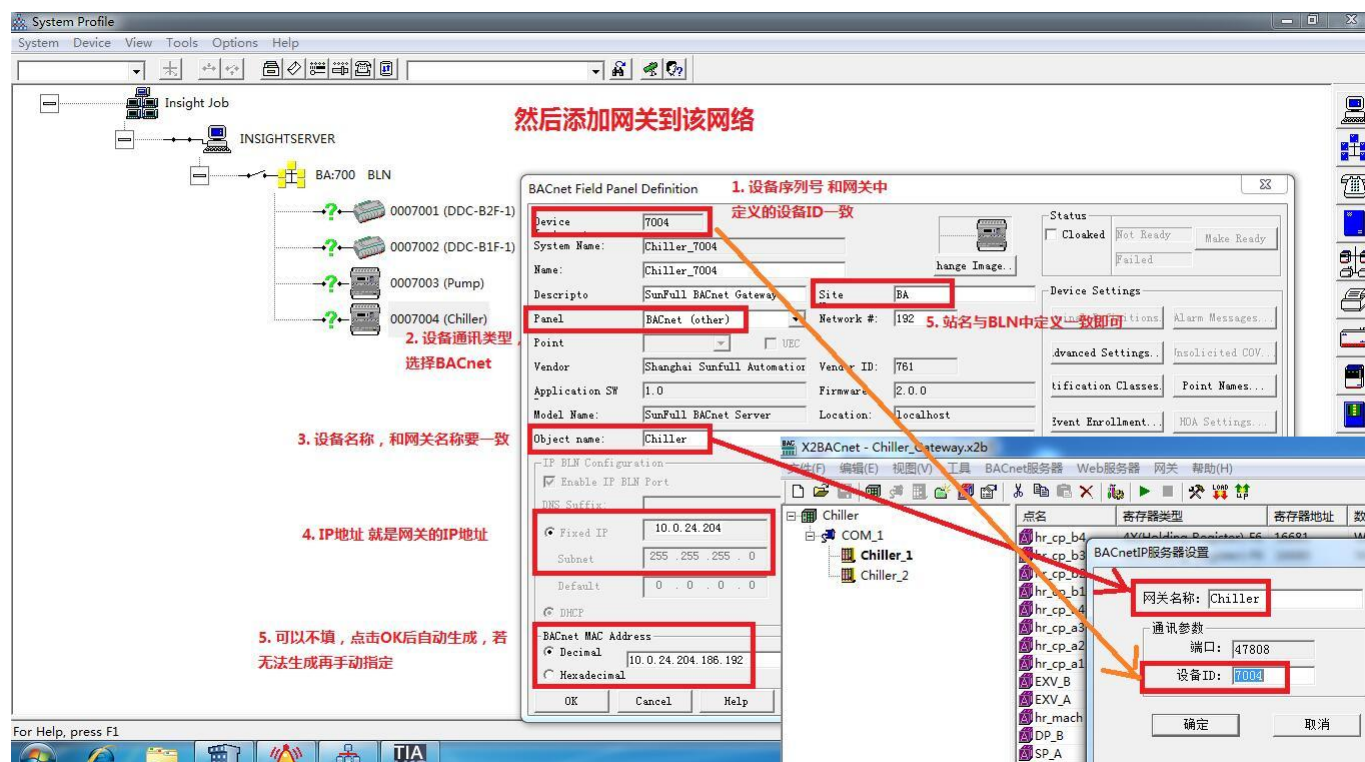 System Profile
System Device View Tools Options Help
Insight Job
INSIGHTSERVER
BA:700 BLN
0007001 (DDC-B2F-1)
0007002 (DDC-B1F-1)
0007003 (Pump)
0007004 (Chiller)
然后添加网关到该网络
1. 设备序列号 和网关中
定义的设备ID一致
2. 设备通讯类型，
选择BACnet
3. 设备名称，和网关名称要一致
4. IP地址 就是网关的IP地址
5. 可以不填，点击OK后自动生成，若
无法生成再手动指定
5. 站名与BLN中定义一致即可
BACnet Field Panel Definition
Device 7004
System Name: Chiller_7004
Name: Chiller_7004
hange Image..
Descripto SunFull BACnet Gateway Site BA
Panel BACnet (other) Network #: 192
Point UEC
Vendor Shanghai Sunfull Automation Vendor ID: 761
Application SW 1.0 Firmware 2.0.0
Model Name: SunFull BACnet Server Location: localhost
Object name: Chiller
IP BLN Configuration
Enable IP BLN Port
DNS Suffix:
Fixed IP 10. 0. 24. 204
Subnet 255 .255 .255 . 0
Default 0 . 0 . 0 . 0
DHCP
BACnet MAC Address
Decimal 10. 0. 24. 204. 186. 192
Hexadecimal
OK Cancel Help
Status
Cloaked Not Ready Make Ready
Failed
Device Settings
Alarm Messages...
.dvanced Settings.. Insolicited COV..
tification Classes. Point Names...
Event Enrollment... HOA Settings...
X2BACnet - Chiller_Gateway.x2b
文件(F) 编辑(E) 视图(V) 工具 BACnet服务器 Web服务器 网关 帮助(H)
LOAD
Chiller
COM_1
Chiller_1
Chiller_2
点名 寄存器类型 寄存器地址 数
hr_cp_b4 4X(Holding Register) F6 16681
hr_cp_b3
hr_cp_b2
hr_cp_b1
hr_cp_a4
hr_cp_a3
hr_cp_a2
hr_cp_a1
EXV_B
EXV_A
hr_mach
DP_B
SP_A
BACnetIP服务器设置
网关名称: Chiller
通讯参数
端口: 47808
设备ID: 7004
确定 取消
For Help, press F1
TIA